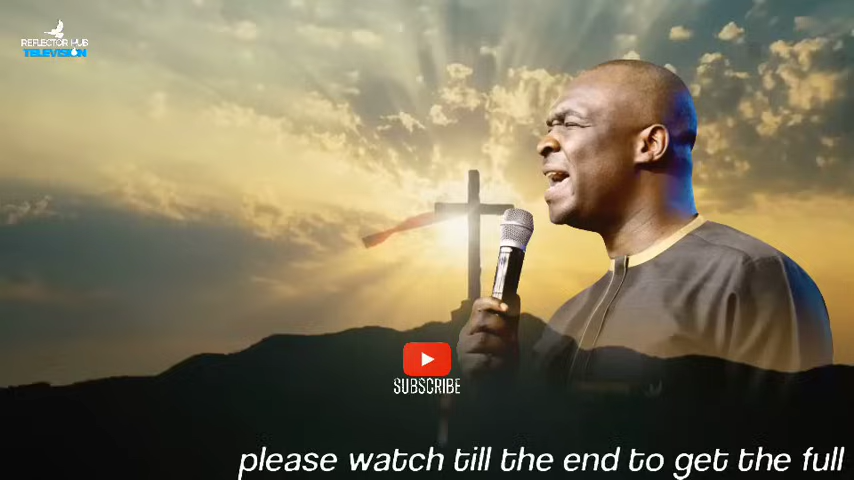 REFLECTOR HUB
TELEVISION
SUBSCRIBE
please watch till the end to get the full